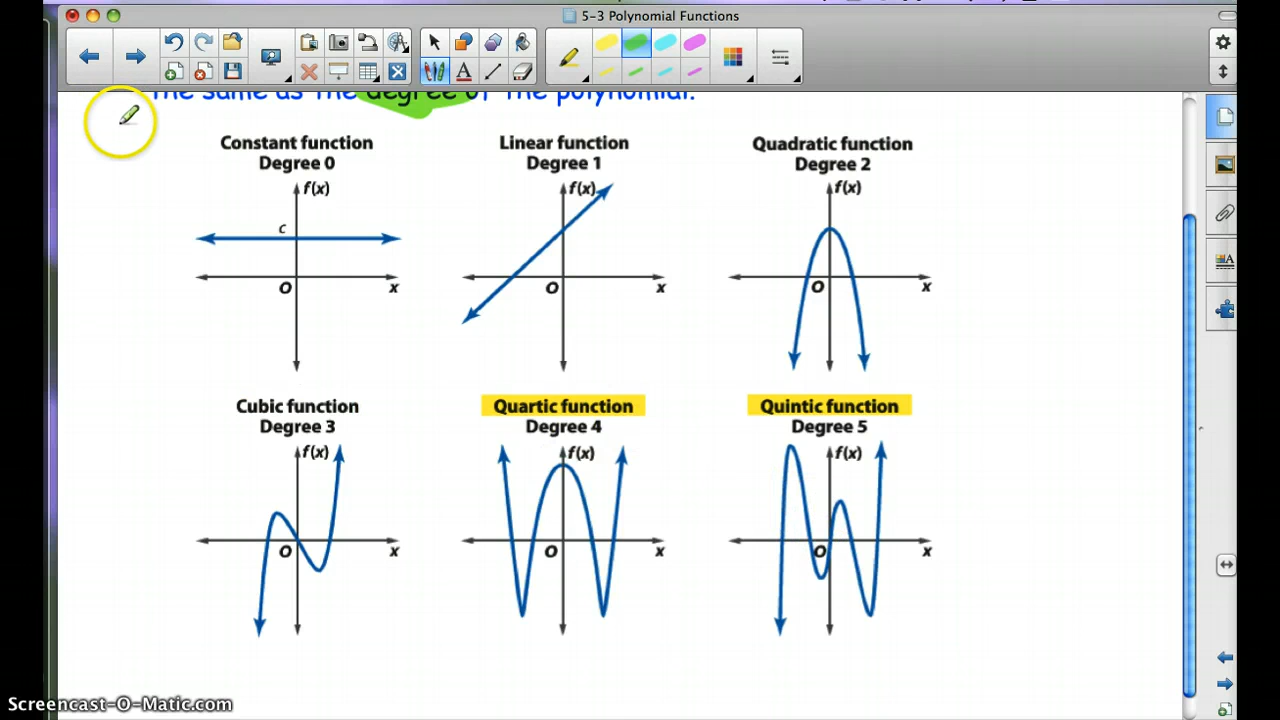 5-3 Polynomial Functions
the same as the degree of the polynomial.
Constant function
Degree 0
f(x)
c
O
x
Linear function
Degree 1
f(x)
O
x
Quadratic function
Degree 2
f(x)
O
x
Cubic function
Degree 3
f(x)
O
x
Quartic function
Degree 4
f(x)
O
x
Quintic function
Degree 5
f(x)
O
x
Screencast-O-Matic.com